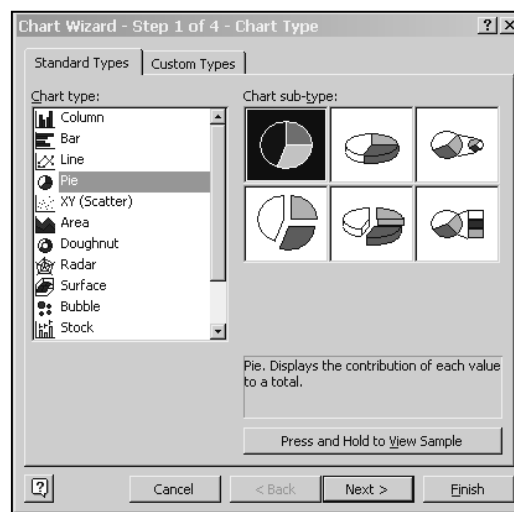 Chart Wizard - Step 1 of 4 - Chart Type
Standard Types
Custom Types
Chart type:
Column
Bar
Line
Pie
XY (Scatter)
Area
Doughnut
Radar
Surface
Bubble
Stock
Chart sub-type:
Pie. Displays the contribution of each value
to a total.
Press and Hold to View Sample
Cancel
< Back
Next >
Finish